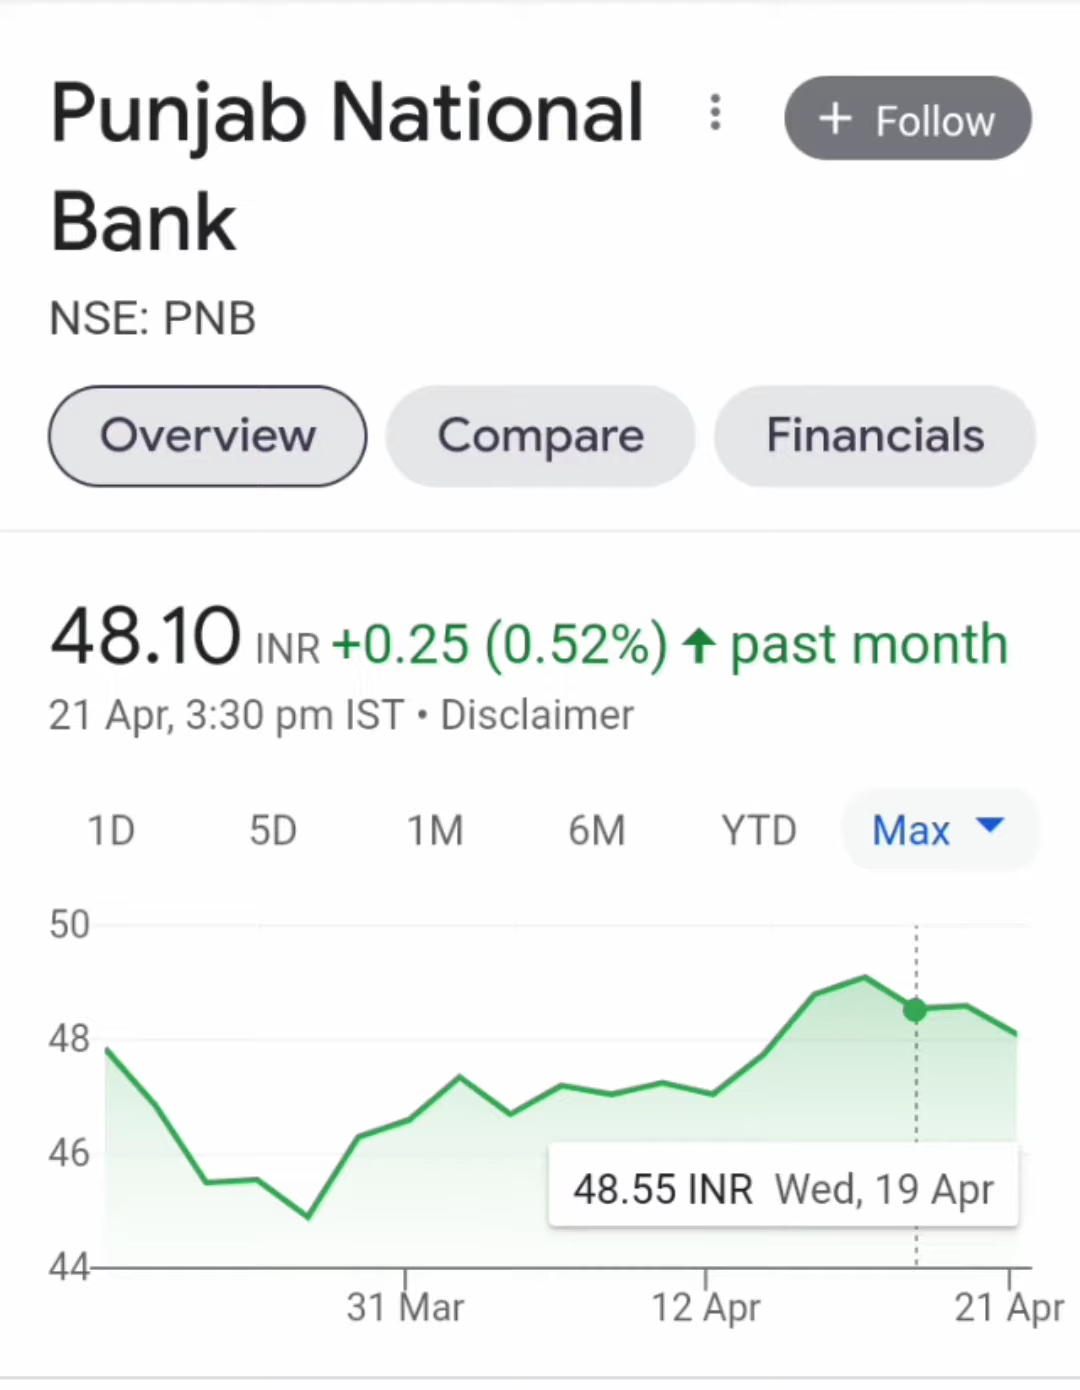 Punjab National
Bank
+ Follow
NSE: PNB
Overview Compare Financials
48.10 INR +0.25 (0.52%) ↑ past month
21 Apr, 3:30 pm IST • Disclaimer
1D 5D 1M 6M YTD Max
50
48
46
44
48.55 INR Wed, 19 Apr
31 Mar 12 Apr 21 Apr